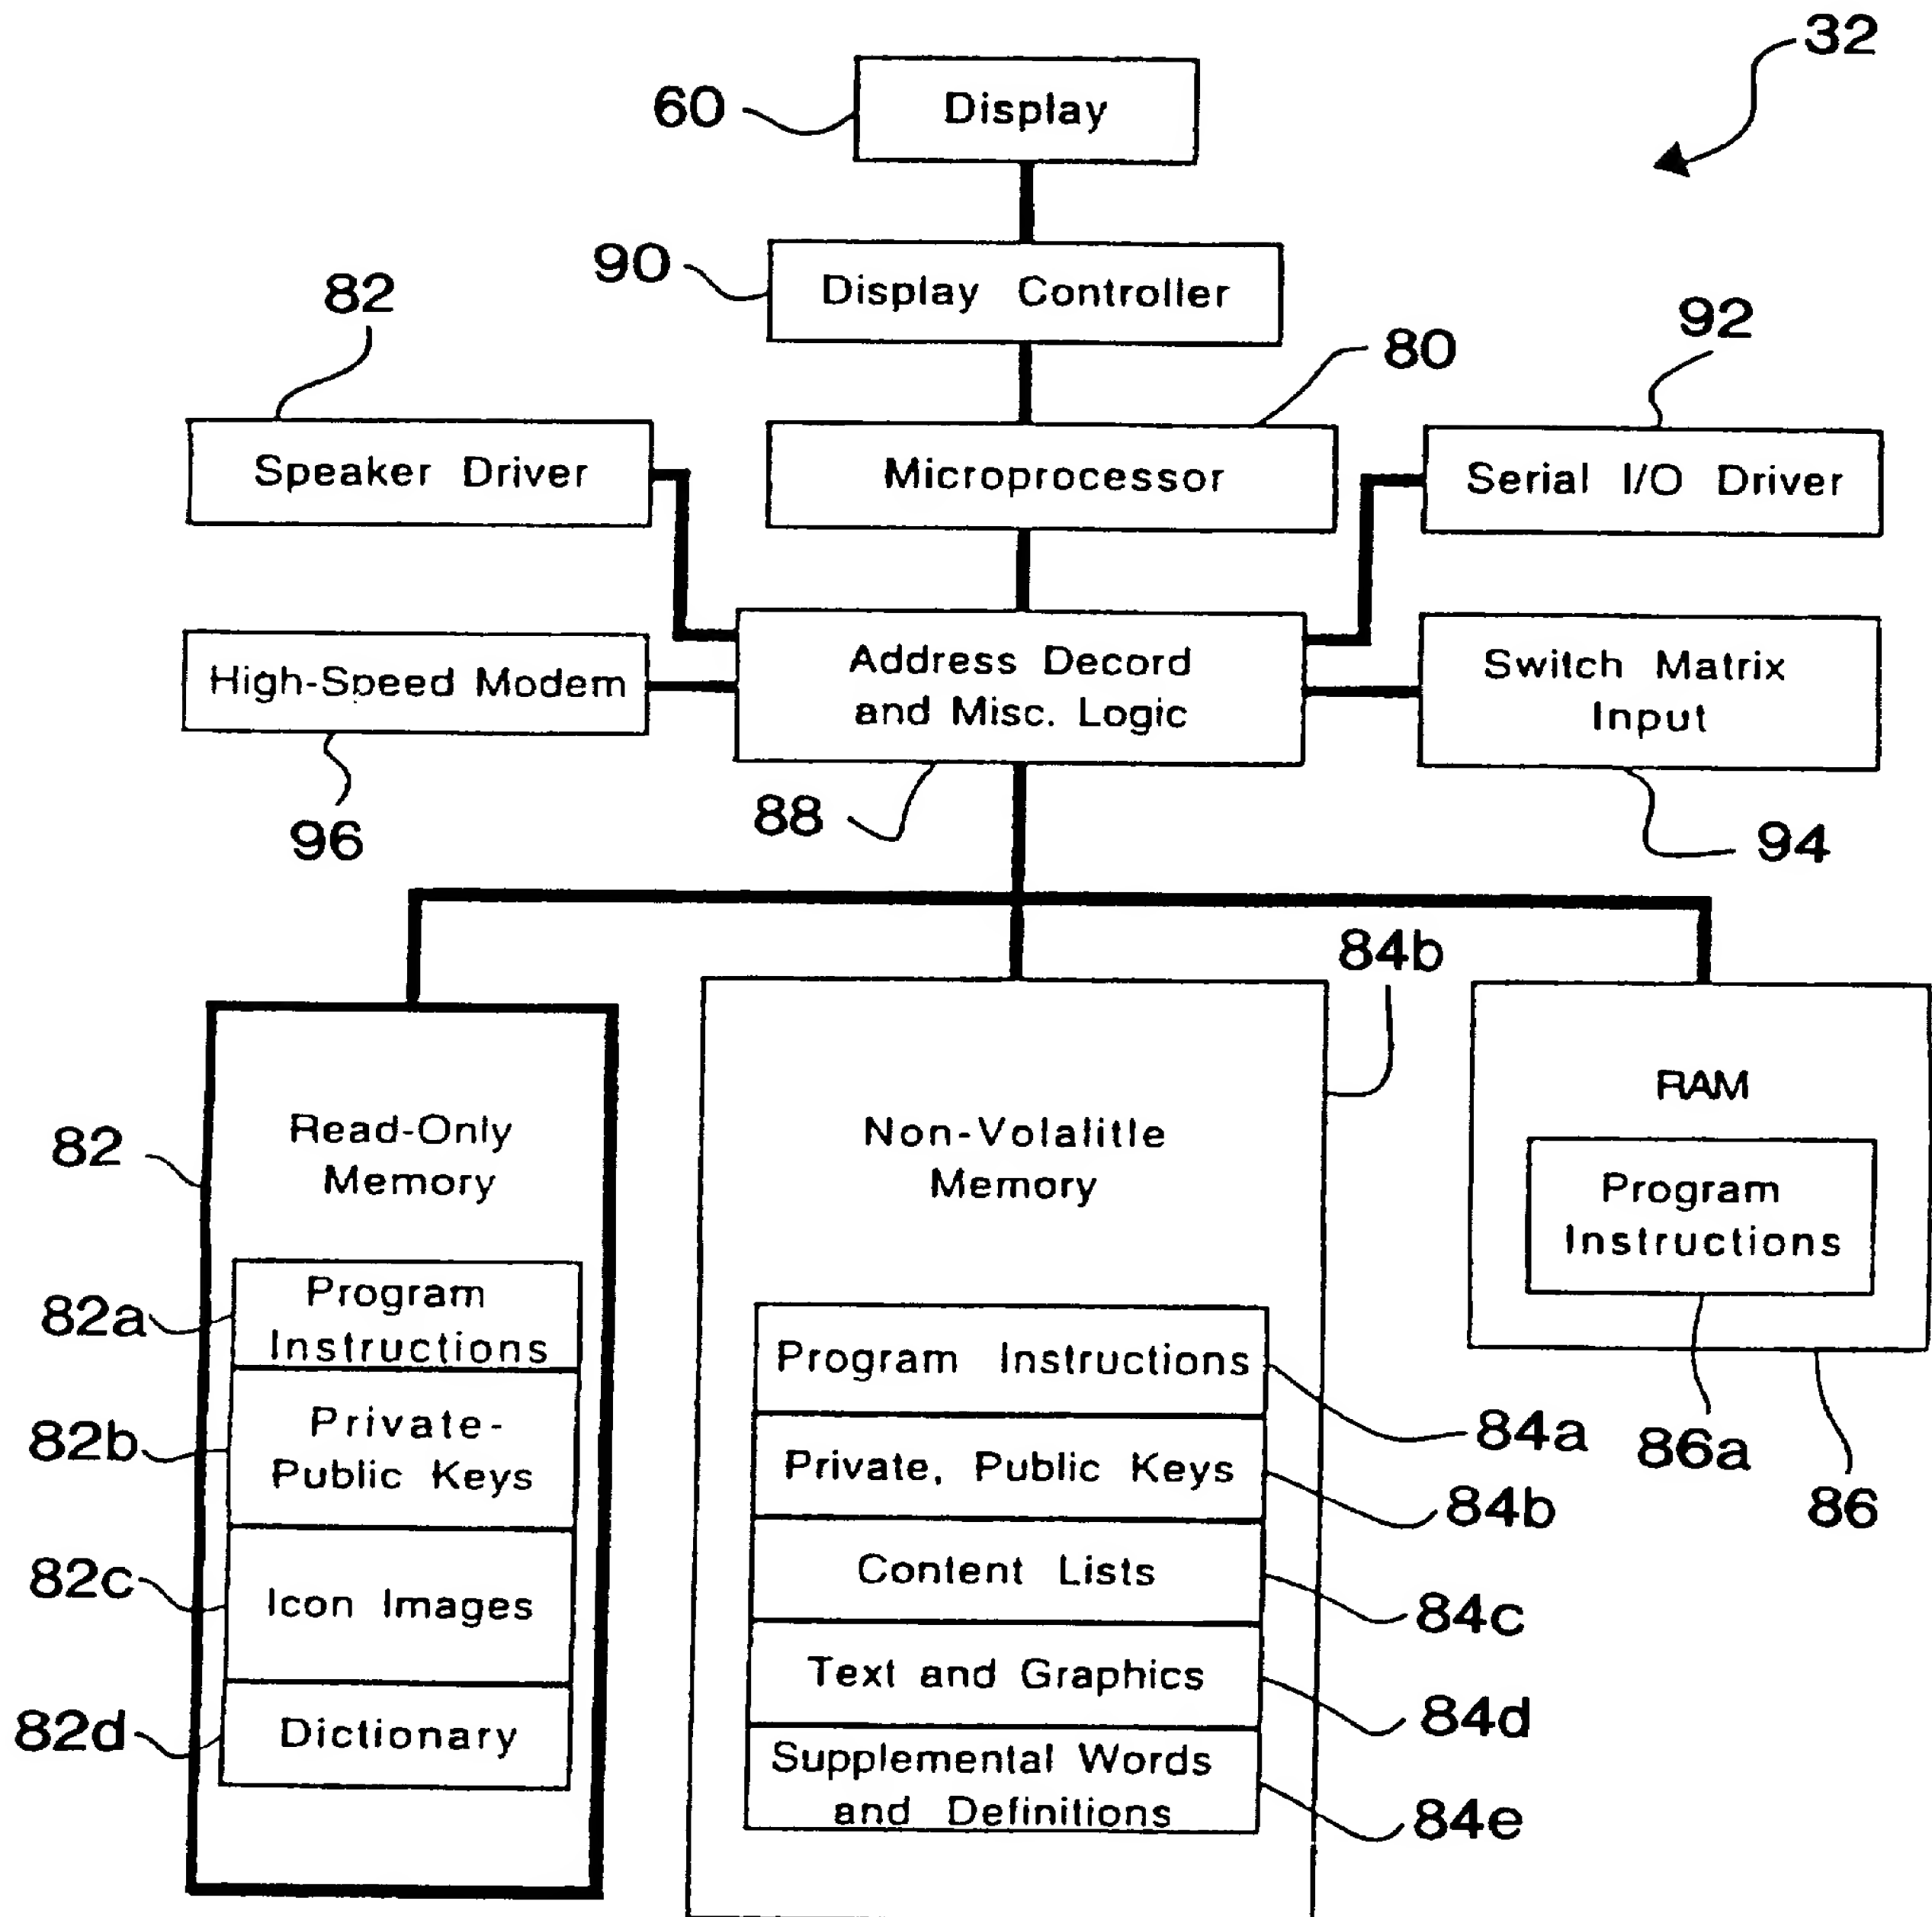 32
60
Display
90
Display Controller
82
80
92
Speaker Driver
Microprocessor
Serial I/O Driver
High-Speed Modem
Address Decord
and Misc. Logic
Switch Matrix
Input
96
88
94
84b
82
Read-Only
Memory
Non-Volalitle
Memory
RAM
Program
Instructions
82a
Program
Instructions
82b
Private-
Public Keys
82c
Icon Images
82d
Dictionary
Program Instructions
84a
Private, Public Keys
84b
Content Lists
84c
Text and Graphics
84d
Supplemental Words
and Definitions
84e
86a
86